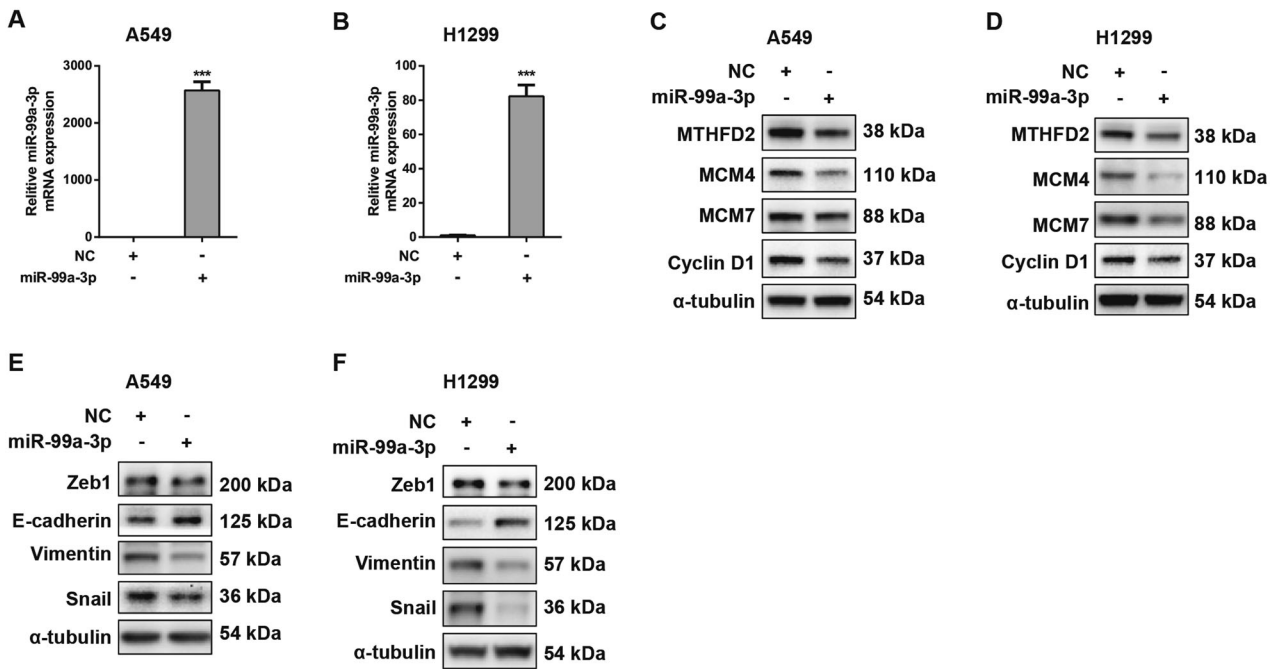 A
A549
Relitive miR-99a-3p
mRNA expression
3000
2000
1000
0
***
NC + -
miR-99a-3p - +
B
H1299
Relitive miR-99a-3p
mRNA expression
100
80
60
40
20
0
***
NC + -
miR-99a-3p - +
C
A549
NC + -
miR-99a-3p - +
MTHFD2 38 kDa
MCM4 110 kDa
MCM7 88 kDa
Cyclin D1 37 kDa
α-tubulin 54 kDa
D
H1299
NC + -
miR-99a-3p - +
MTHFD2 38 kDa
MCM4 110 kDa
MCM7 88 kDa
Cyclin D1 37 kDa
α-tubulin 54 kDa
E
A549
NC + -
miR-99a-3p - +
Zeb1 200 kDa
E-cadherin 125 kDa
Vimentin 57 kDa
Snail 36 kDa
α-tubulin 54 kDa
F
H1299
NC + -
miR-99a-3p - +
Zeb1 200 kDa
E-cadherin 125 kDa
Vimentin 57 kDa
Snail 36 kDa
α-tubulin 54 kDa